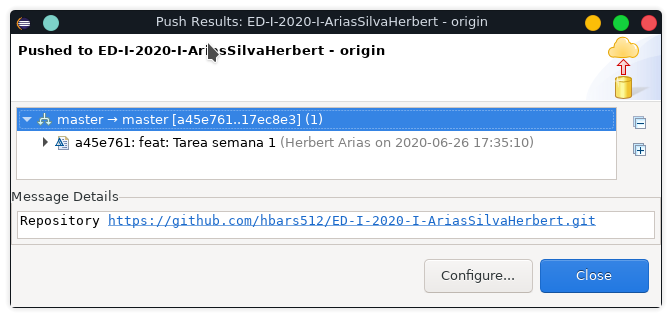 Push Results: ED-I-2020-I-AriasSilvaHerbert - origin
Pushed to ED-I-2020-I-AriasSilvaHerbert - origin
master → master [a45e761..17ec8e3] (1)
a45e761: feat: Tarea semana 1 (Herbert Arias on 2020-06-26 17:35:10)
Message Details
Repository https://github.com/hbars512/ED-I-2020-I-AriasSilvaHerbert.git
Configure... Close